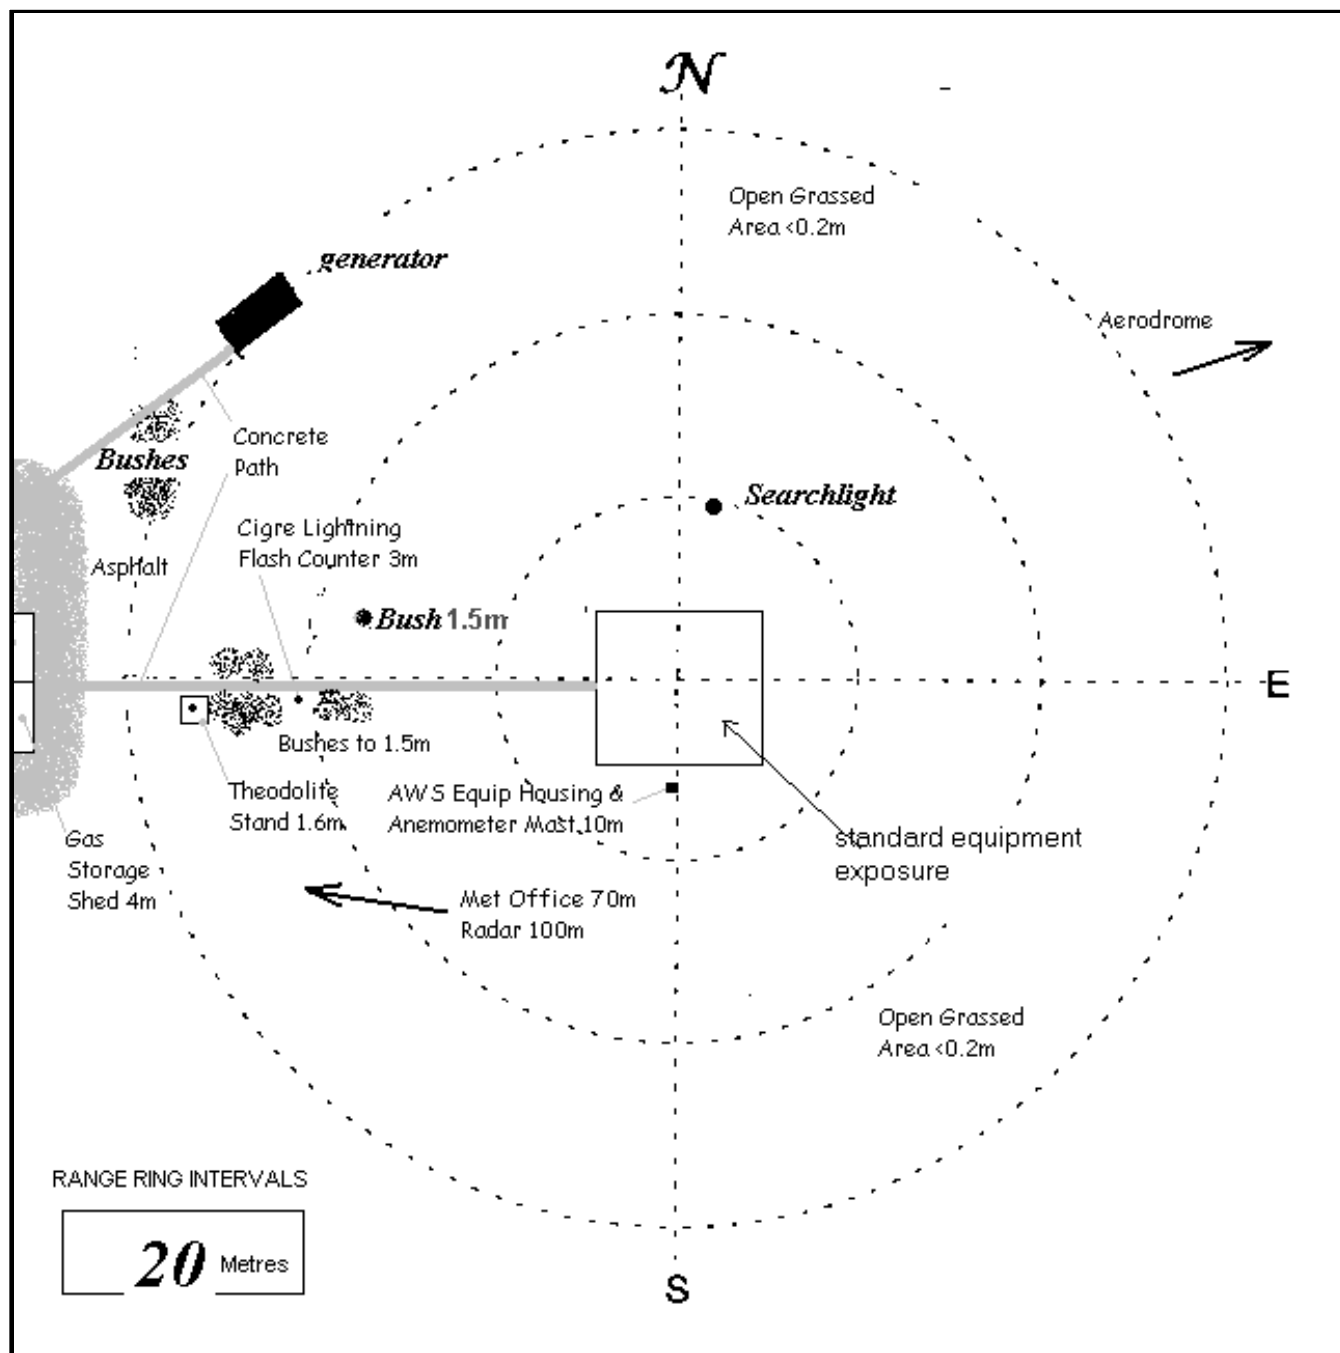 N
Open Grassed
Area <0.2m
generator
Aerodrome
Concrete
Path
Bushes
Searchlight
Cigre Lightning
Flash Counter 3m
Asphalt
Bush 1.5m
E
Bushes to 1.5m
Theodolite
Stand 1.6m
AWS Equip Housing &
Anemometer Mast 10m
Gas
Storage
Shed 4m
standard equipment
exposure
Met Office 70m
Radar 100m
Open Grassed
Area <0.2m
RANGE RING INTERVALS
20 Metres
S